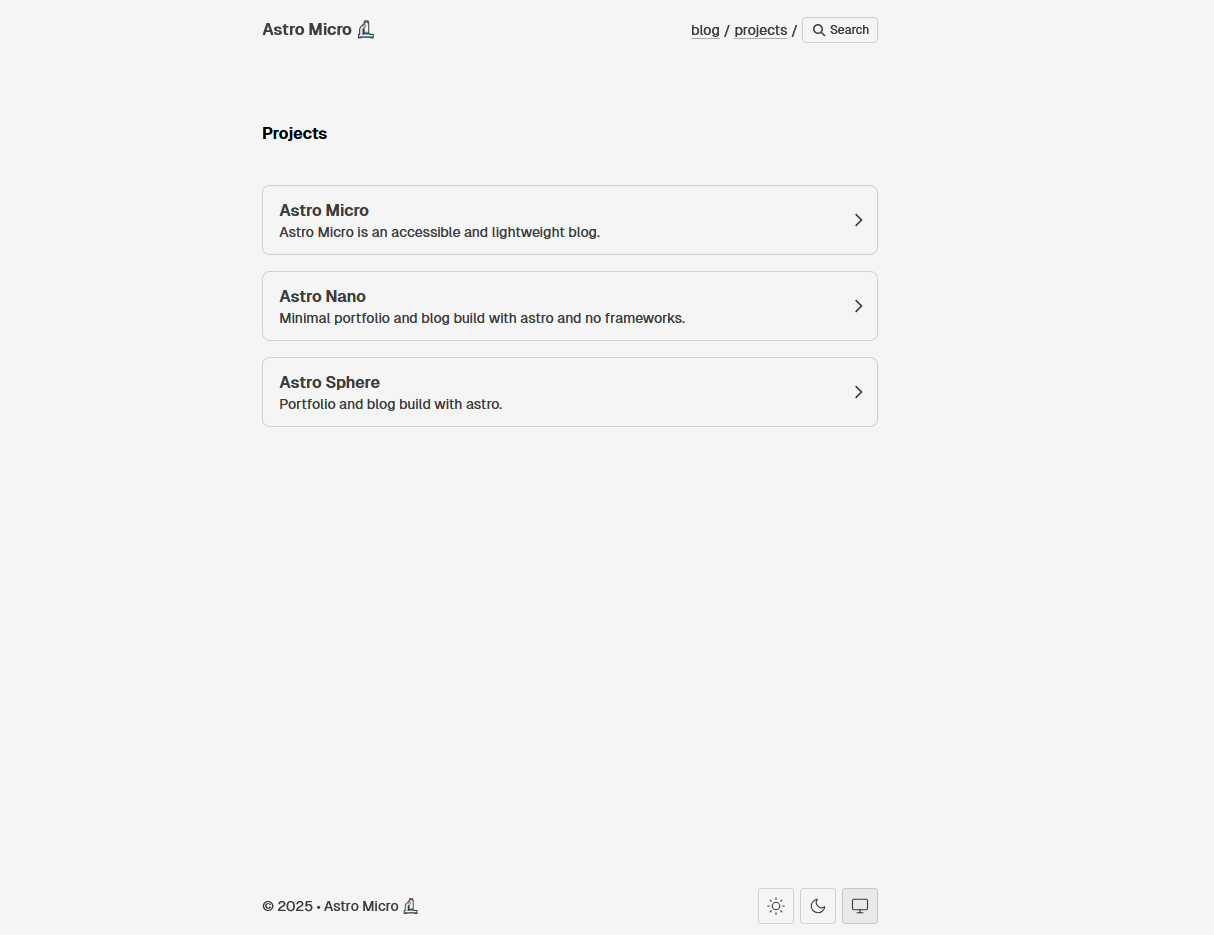 Astro Micro
blog / projects / Search
Projects
Astro Micro
Astro Micro is an accessible and lightweight blog.
Astro Nano
Minimal portfolio and blog build with astro and no frameworks.
Astro Sphere
Portfolio and blog build with astro.
© 2025 • Astro Micro